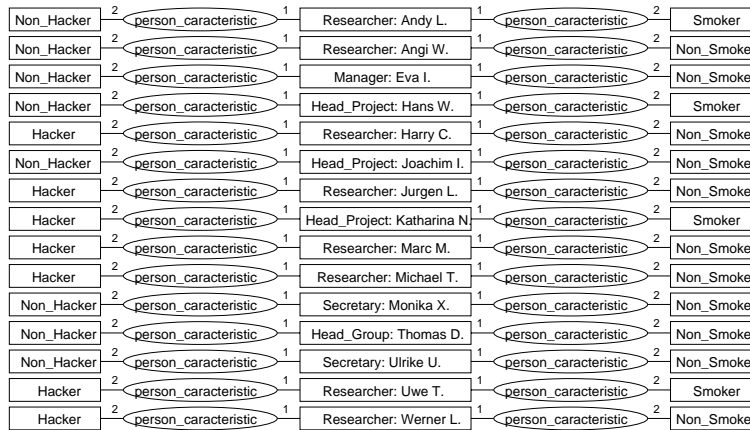 Non_Hacker 2 person_caracteristic 1 Researcher: Andy L. 1 person_caracteristic 2 Smoker
Non_Hacker 2 person_caracteristic 1 Researcher: Angi W. 1 person_caracteristic 2 Non_Smoke
Non_Hacker 2 person_caracteristic 1 Manager: Eva I. 1 person_caracteristic 2 Non_Smoke
Non_Hacker 2 person_caracteristic 1 Head_Project: Hans W. 1 person_caracteristic 2 Smoker
Hacker 2 person_caracteristic 1 Researcher: Harry C. 1 person_caracteristic 2 Non_Smoke
Non_Hacker 2 person_caracteristic 1 Head_Project: Joachim I. 1 person_caracteristic 2 Non_Smoke
Hacker 2 person_caracteristic 1 Researcher: Jurgen L. 1 person_caracteristic 2 Non_Smoke
Hacker 2 person_caracteristic 1 Head_Project: Katharina N. 1 person_caracteristic 2 Smoker
Hacker 2 person_caracteristic 1 Researcher: Marc M. 1 person_caracteristic 2 Non_Smoke
Hacker 2 person_caracteristic 1 Researcher: Michael T. 1 person_caracteristic 2 Non_Smoke
Non_Hacker 2 person_caracteristic 1 Secretary: Monika X. 1 person_caracteristic 2 Non_Smoke
Non_Hacker 2 person_caracteristic 1 Head_Group: Thomas D. 1 person_caracteristic 2 Non_Smoke
Non_Hacker 2 person_caracteristic 1 Secretary: Ulrike U. 1 person_caracteristic 2 Non_Smoke
Hacker 2 person_caracteristic 1 Researcher: Uwe T. 1 person_caracteristic 2 Smoker
Hacker 2 person_caracteristic 1 Researcher: Werner L. 1 person_caracteristic 2 Non_Smoke